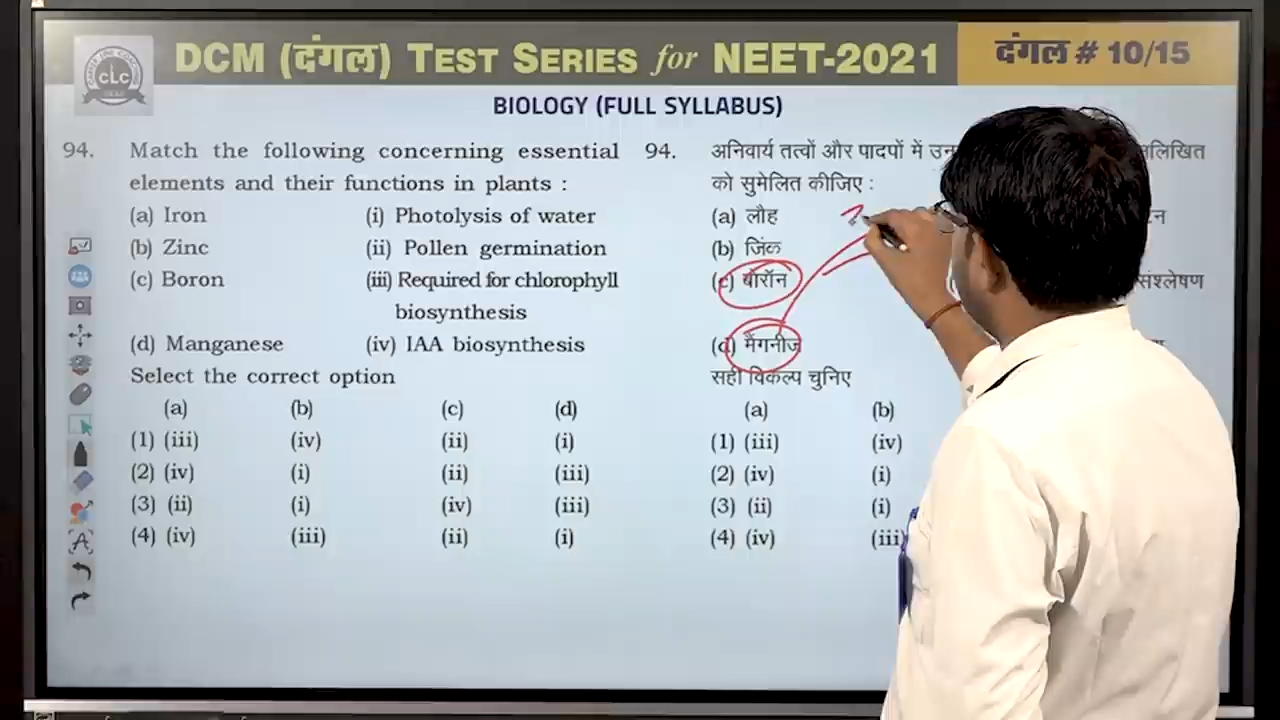 DCM (दंगल) TEST SERIES for NEET-2021
दंगल # 10/15
CLC
BIOLOGY (FULL SYLLABUS)
94. Match the following concerning essential
elements and their functions in plants :
(a) Iron (i) Photolysis of water
(b) Zinc (ii) Pollen germination
(c) Boron (iii) Required for chlorophyll
biosynthesis
(d) Manganese (iv) IAA biosynthesis
Select the correct option
(a) (b) (c) (d)
(1) (iii) (iv) (ii) (i)
(2) (iv) (i) (ii) (iii)
(3) (ii) (i) (iv) (iii)
(4) (iv) (iii) (ii) (i)
94. अनिवार्य तत्वों और पादपों में
को सुमेलित कीजिए :
(a) लौह
(b) जिंक
(c) बोरॉन
(d) मैंगनीज
सही विकल्प चुनिए
(a) (b)
(1) (iii) (iv)
(2) (iv) (i)
(3) (ii) (i)
(4) (iv) (iii)